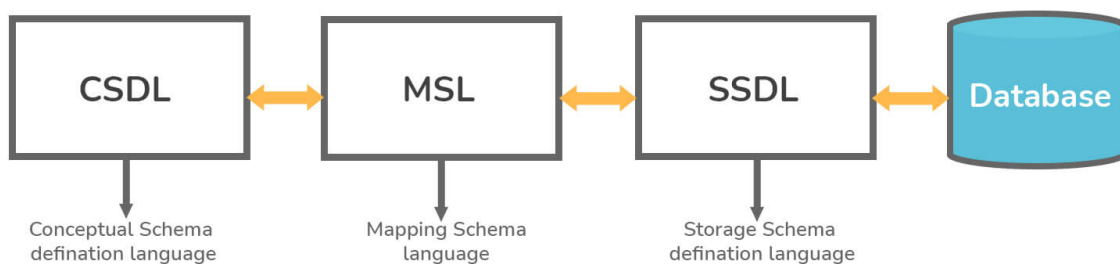 CSDL
MSL
SSDL
Database
Conceptual Schema
defination language
Mapping Schema
language
Storage Schema
defination language